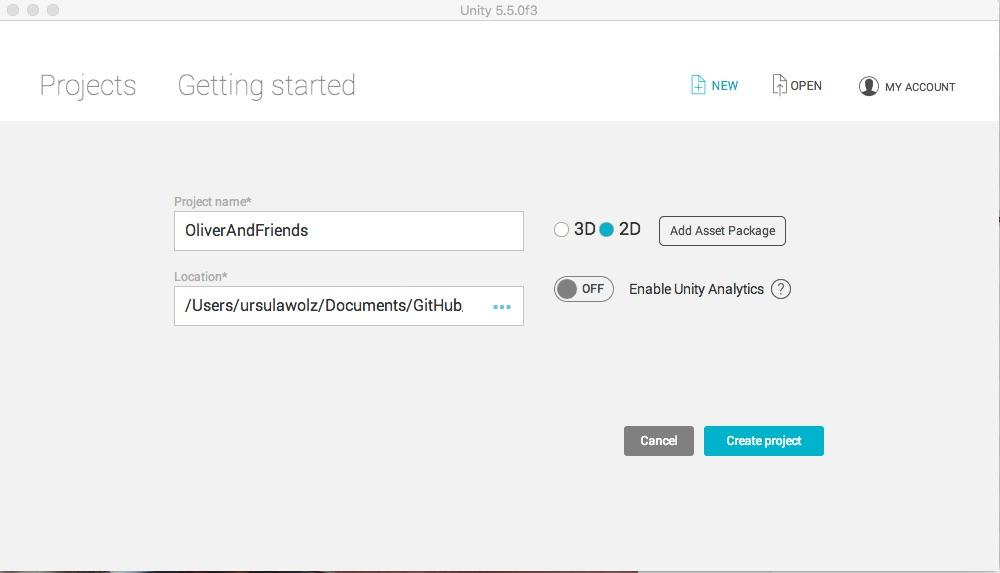 Unity 5.5.0f3
Projects Getting started NEW OPEN MY ACCOUNT
Project name*
OliverAndFriends 3D 2D Add Asset Package
Location*
/Users/ursulawolz/Documents/GitHub, ••• OFF Enable Unity Analytics ?
Cancel Create project